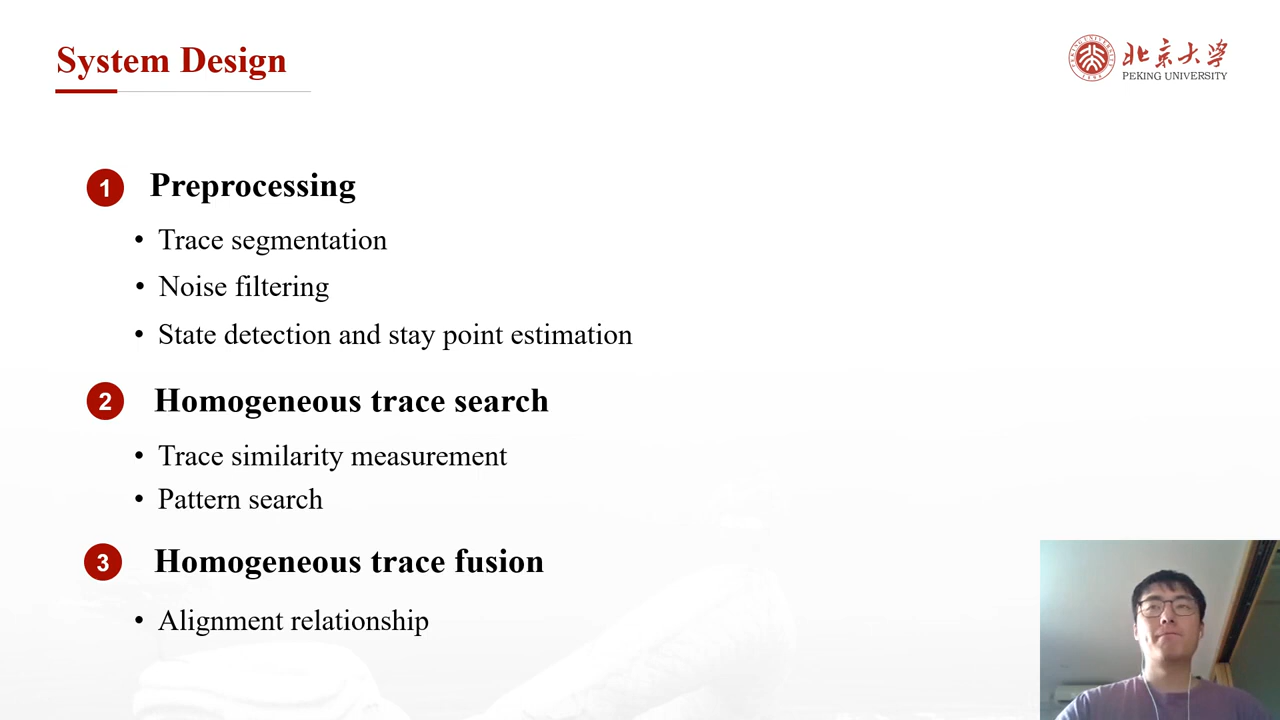 System Design
北京大学
PEKING UNIVERSITY
1 Preprocessing
• Trace segmentation
• Noise filtering
• State detection and stay point estimation
2 Homogeneous trace search
• Trace similarity measurement
• Pattern search
3 Homogeneous trace fusion
• Alignment relationship